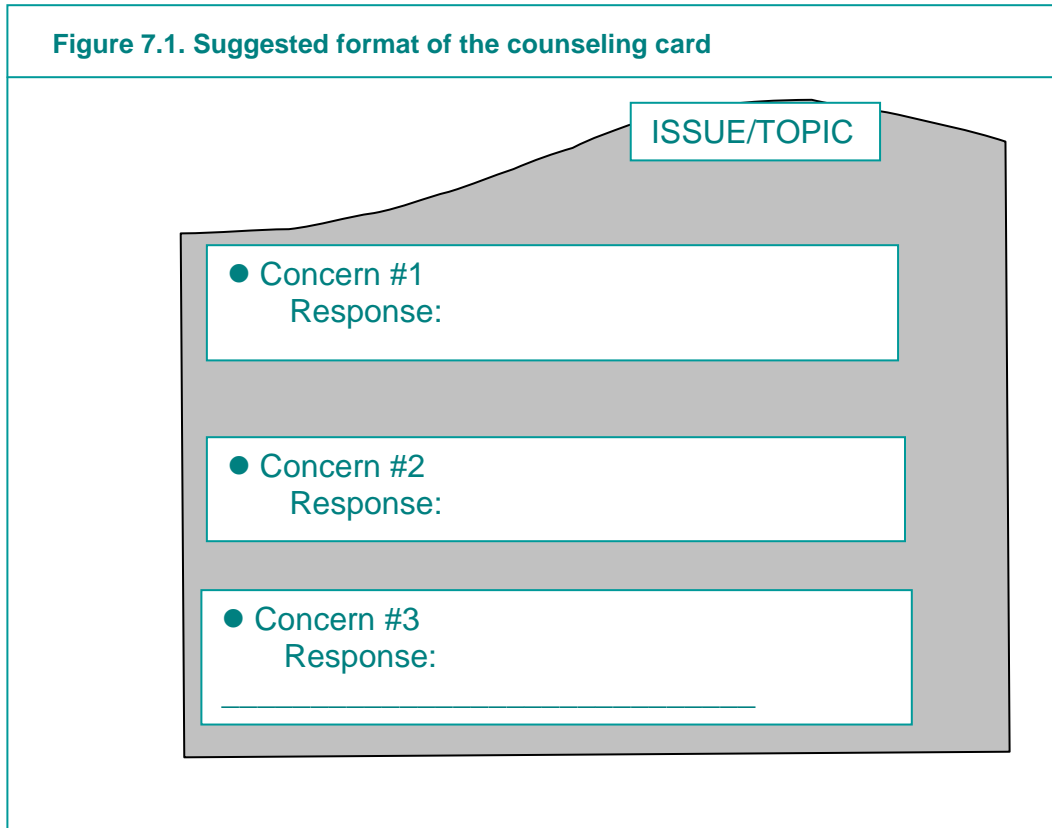 Figure 7.1. Suggested format of the counseling card
ISSUE/TOPIC
● Concern #1
Response:
● Concern #2
Response:
● Concern #3
Response:
______________________________